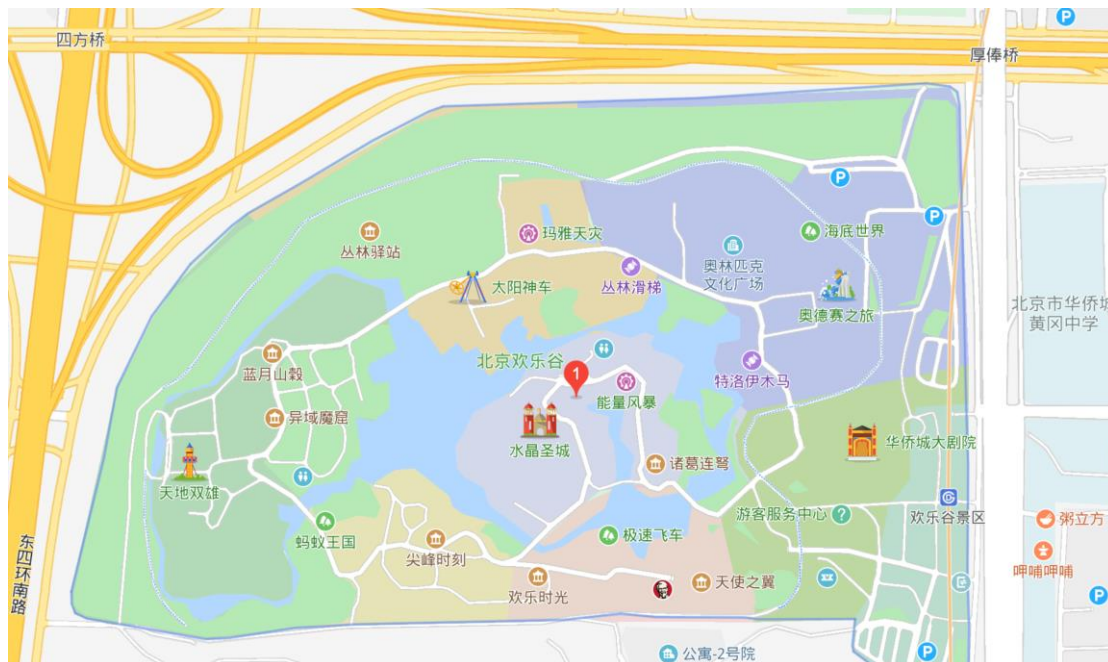 四方桥
P
厚俸桥
P
玛雅天灾
P
海底世界
丛林驿站
奥林匹克
文化广场
太阳神车
丛林滑梯
奥德赛之旅
北京市华侨城
黄冈中学
北京欢乐谷
蓝月山谷
特洛伊木马
1
能量风暴
异域魔窟
水晶圣城
华侨城大剧院
诸葛连弩
天地双雄
游客服务中心
?
欢乐谷景区
粥立方
蚂蚁王国
极速飞车
东四环南路
尖峰时刻
呷哺呷哺
欢乐时光
天使之翼
P
公寓-2号院
P